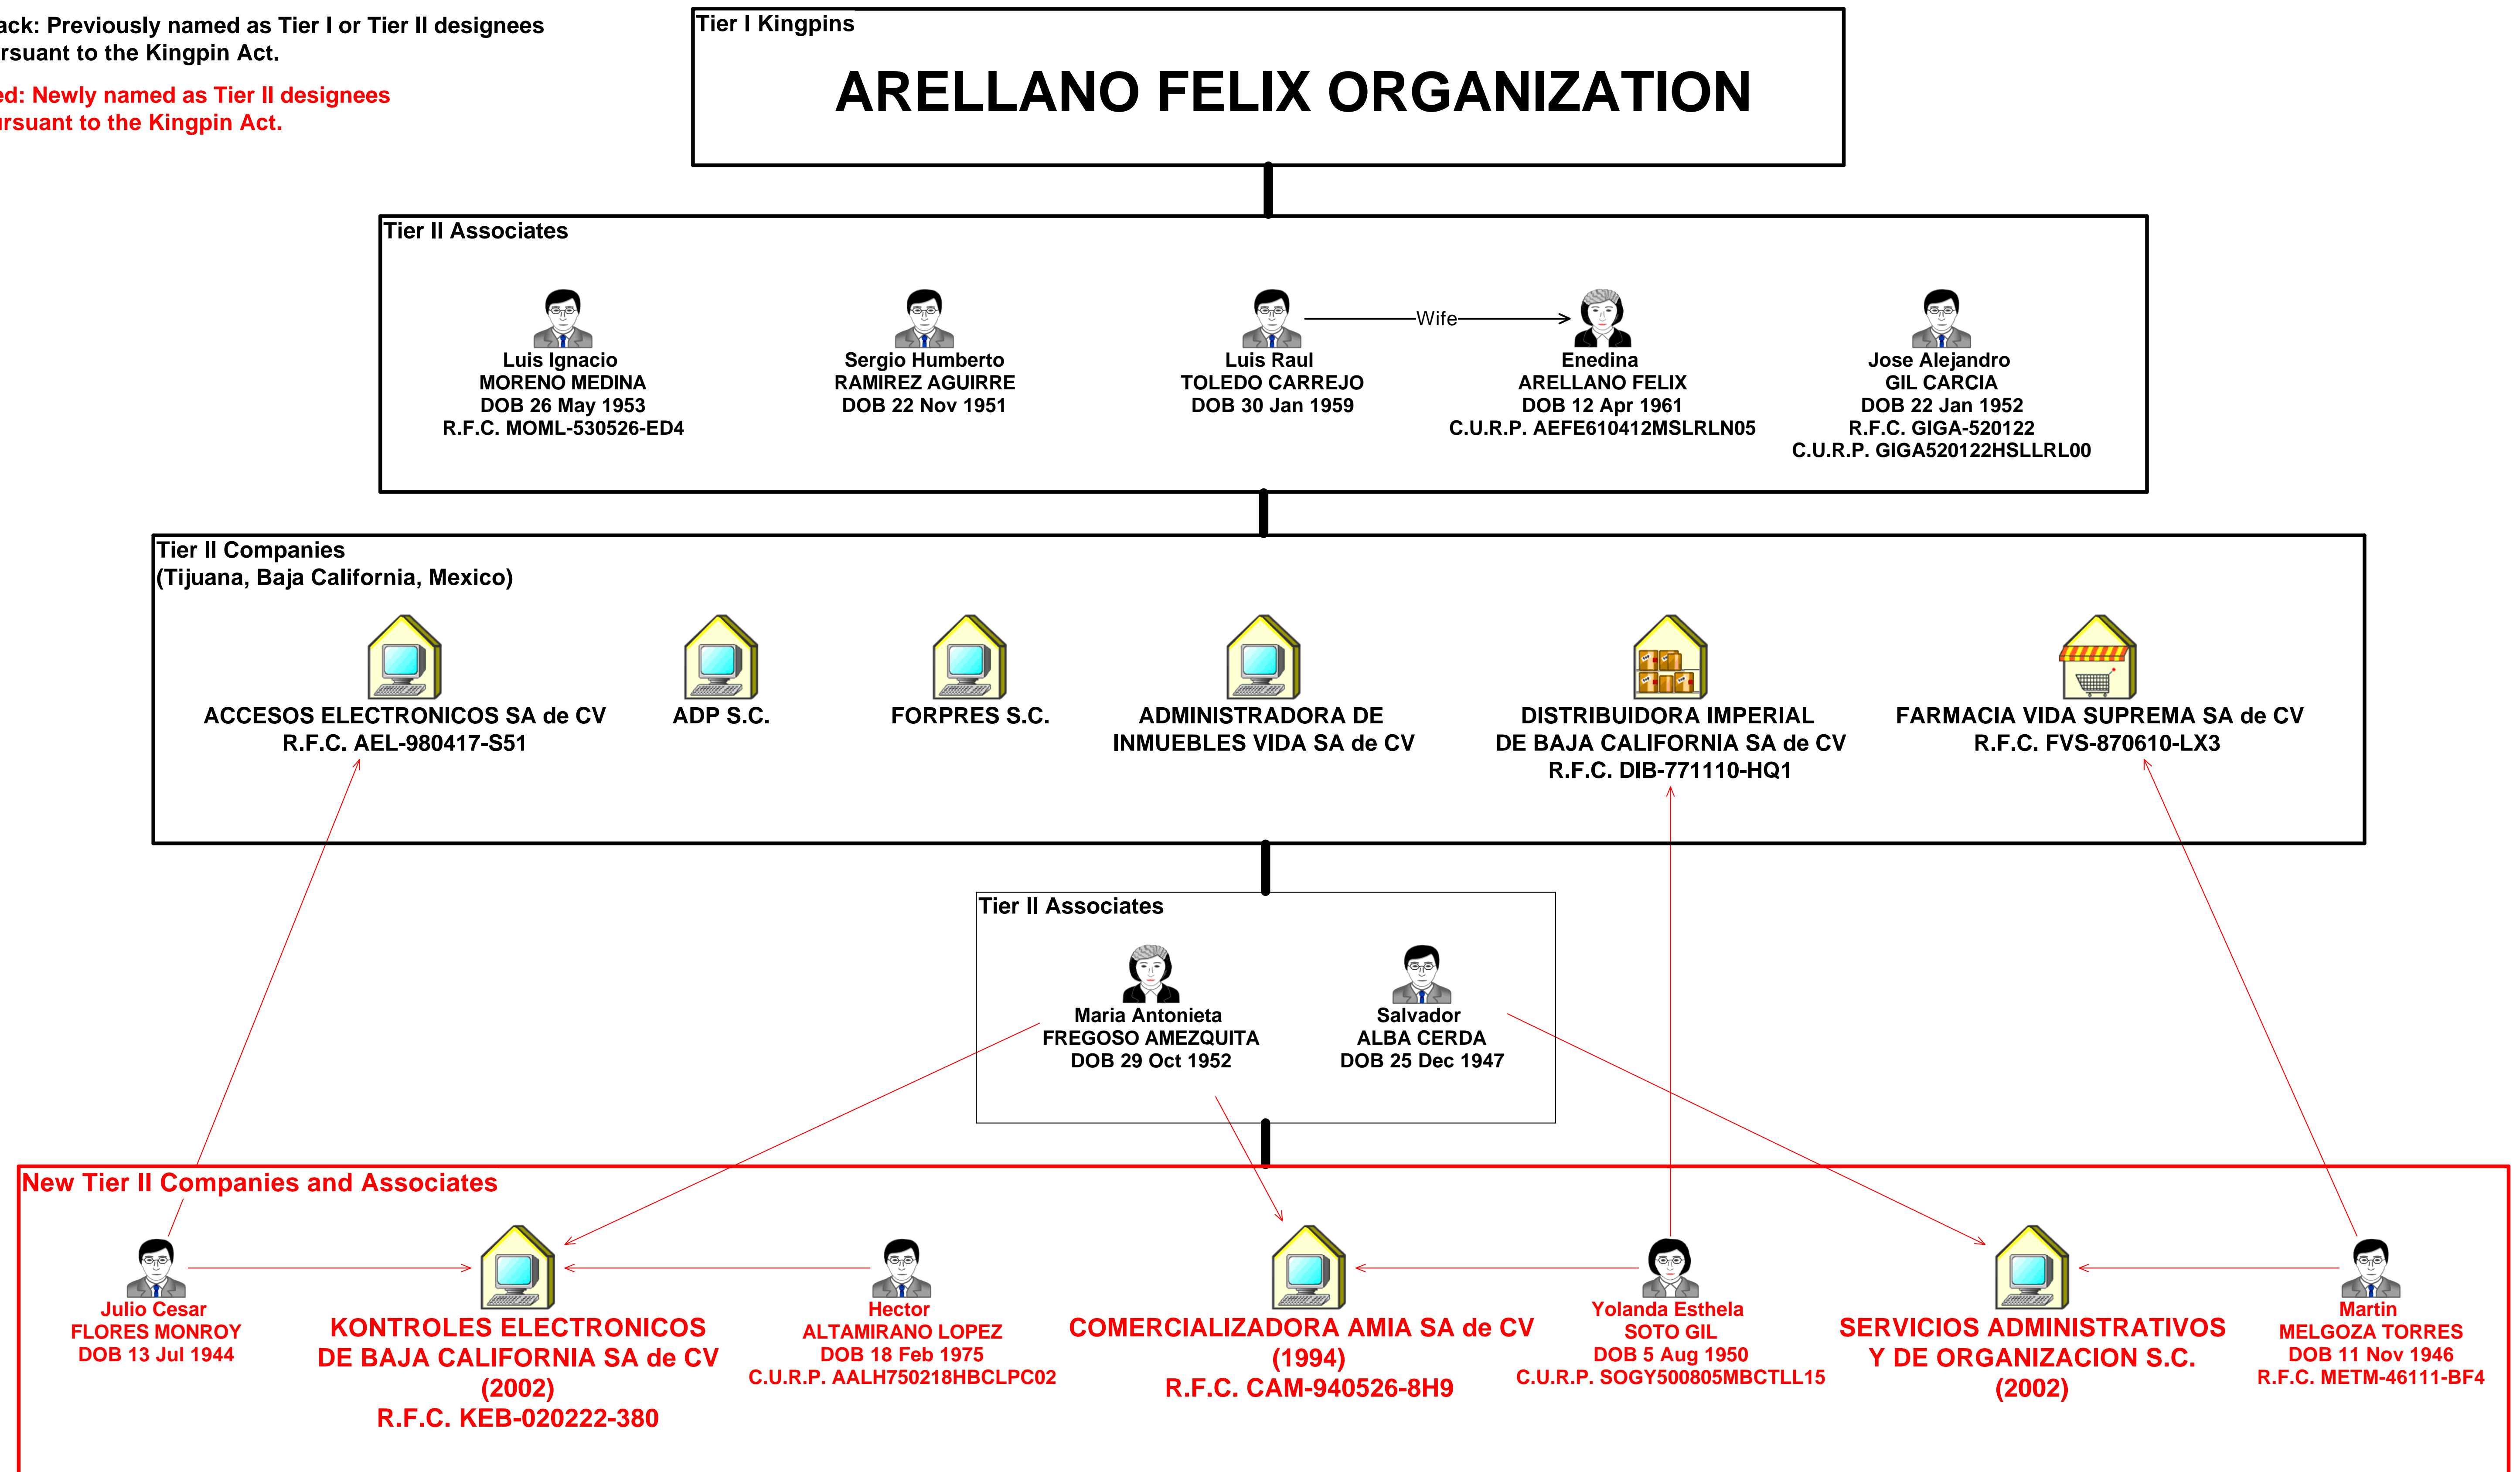 ack: Previously named as Tier I or Tier II designees
rsuant to the Kingpin Act.
ed: Newly named as Tier II designees
ursuant to the Kingpin Act.
Tier I Kingpins
ARELLANO FELIX ORGANIZATION
Tier II Associates
Wife
Luis Ignacio
MORENO MEDINA
DOB 26 May 1953
R.F.C. MOML-530526-ED4
Sergio Humberto
RAMIREZ AGUIRRE
DOB 22 Nov 1951
Luis Raul
TOLEDO CARREJO
DOB 30 Jan 1959
Enedina
ARELLANO FELIX
DOB 12 Apr 1961
C.U.R.P. AEFE610412MSLRLN05
Jose Alejandro
GIL CARCIA
DOB 22 Jan 1952
R.F.C. GIGA-520122
C.U.R.P. GIGA520122HSLLRL00
Tier II Companies
(Tijuana, Baja California, Mexico)
ACCESOS ELECTRONICOS SA de CV
R.F.C. AEL-980417-S51
ADP S.C.
FORPRES S.C.
ADMINISTRADORA DE
INMUEBLES VIDA SA de CV
DISTRIBUIDORA IMPERIAL
DE BAJA CALIFORNIA SA de CV
R.F.C. DIB-771110-HQ1
FARMACIA VIDA SUPREMA SA de CV
R.F.C. FVS-870610-LX3
Tier II Associates
Maria Antonieta
FREGOSO AMEZQUITA
DOB 29 Oct 1952
Salvador
ALBA CERDA
DOB 25 Dec 1947
New Tier II Companies and Associates
Julio Cesar
FLORES MONROY
DOB 13 Jul 1944
KONTROLES ELECTRONICOS
DE BAJA CALIFORNIA SA de CV
(2002)
R.F.C. KEB-020222-380
Hector
ALTAMIRANO LOPEZ
DOB 18 Feb 1975
C.U.R.P. AALH750218HBCLPC02
COMERCIALIZADORA AMIA SA de CV
(1994)
R.F.C. CAM-940526-8H9
Yolanda Esthela
SOTO GIL
DOB 5 Aug 1950
C.U.R.P. SOGY500805MBCTLL15
SERVICIOS ADMINISTRATIVOS
Y DE ORGANIZACION S.C.
(2002)
Martin
MELGOZA TORRES
DOB 11 Nov 1946
R.F.C. METM-46111-BF4